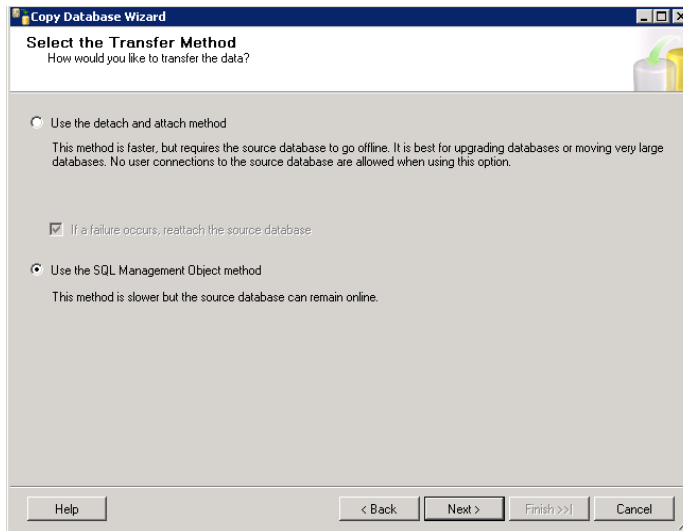 Copy Database Wizard
Select the Transfer Method
How would you like to transfer the data?
Use the detach and attach method
This method is faster, but requires the source database to go offline. It is best for upgrading databases or moving very large
databases. No user connections to the source database are allowed when using this option.
If a failure occurs, reattach the source database
Use the SQL Management Object method
This method is slower but the source database can remain online.
Help
< Back
Next >
Finish >>|
Cancel